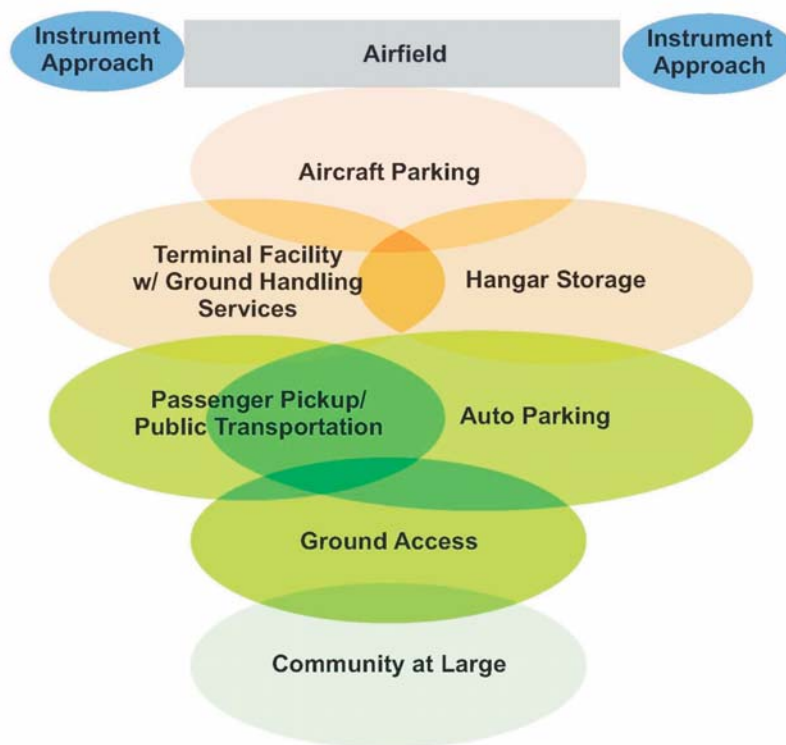 Instrument
Approach
Airfield
Instrument
Approach
Aircraft Parking
Terminal Facility
w/ Ground Handling
Services
Hangar Storage
Passenger Pickup/
Public Transportation
Auto Parking
Ground Access
Community at Large